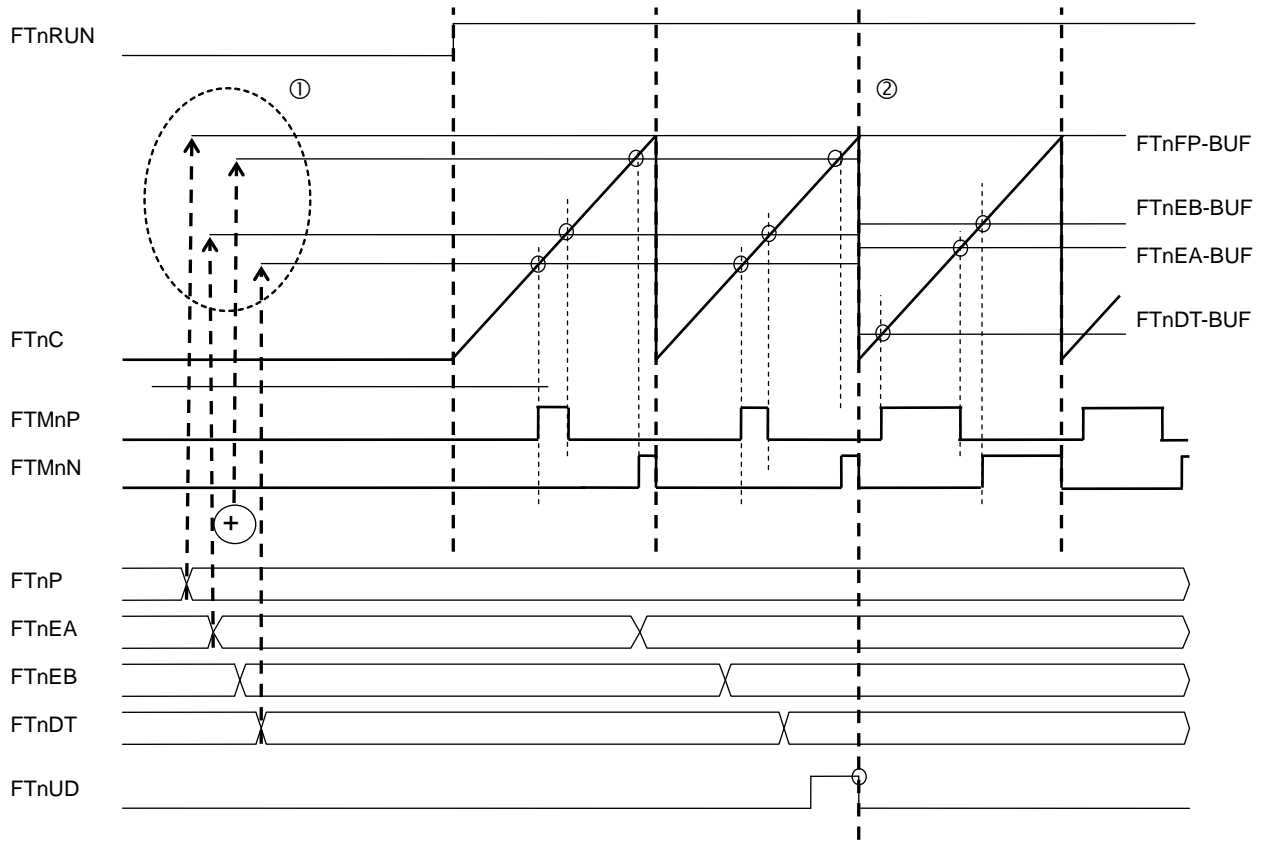 FTnRUN
①
②
FTnFP-BUF
FTnEB-BUF
FTnEA-BUF
FTnDT-BUF
FTnC
FTMnP
FTMnN
+
FTnP
FTnEA
FTnEB
FTnDT
FTnUD